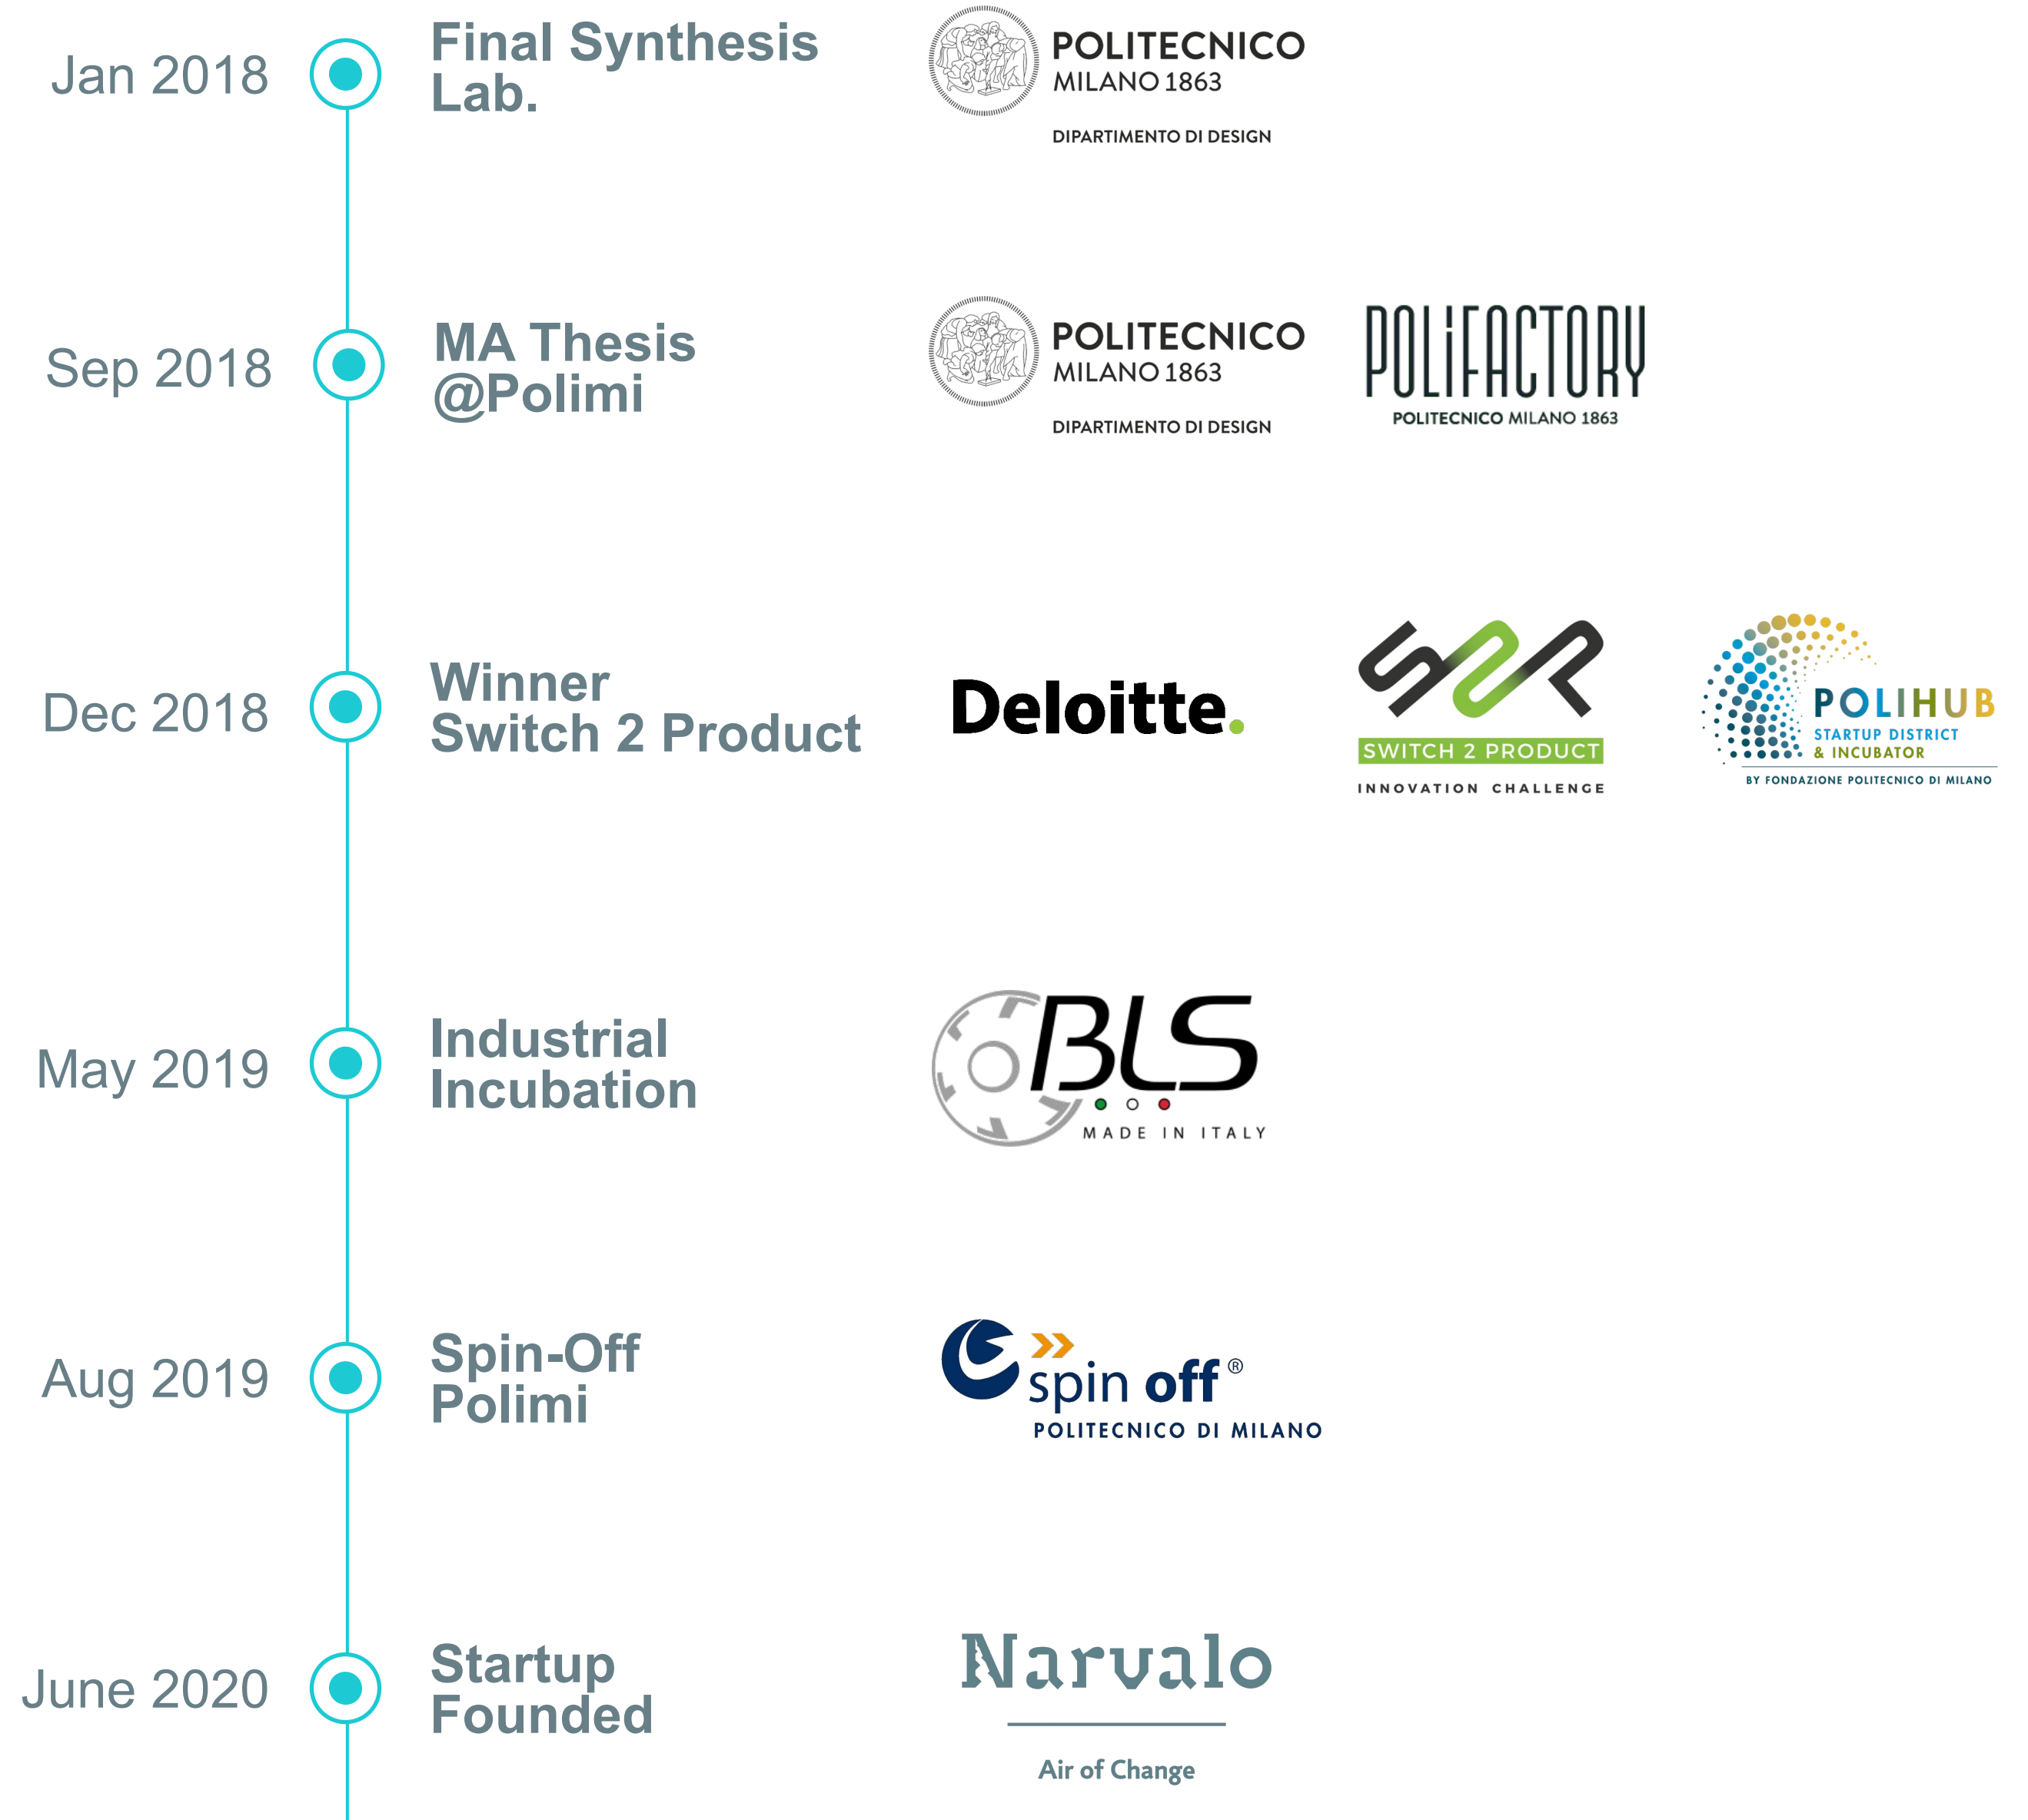 Jan 2018
Final Synthesis
Lab.
POLITECNICO
MILANO 1863
DIPARTIMENTO DI DESIGN
Sep 2018
MA Thesis
@Polimi
POLITECNICO
MILANO 1863
DIPARTIMENTO DI DESIGN
POLiFACTORY
POLITECNICO MILANO 1863
Dec 2018
Winner
Switch 2 Product
Deloitte.
S2P
SWITCH 2 PRODUCT
INNOVATION CHALLENGE
POLIHUB
STARTUP DISTRICT
& INCUBATOR
BY FONDAZIONE POLITECNICO DI MILANO
May 2019
Industrial
Incubation
BLS
MADE IN ITALY
Aug 2019
Spin-Off
Polimi
spin off®
POLITECNICO DI MILANO
June 2020
Startup
Founded
Narvalo
Air of Change